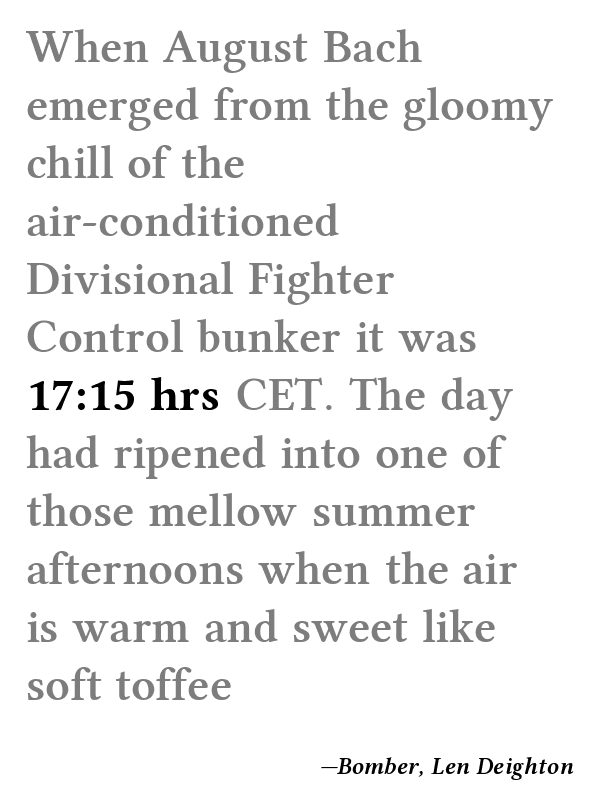 When August Bach
emerged from the gloomy
chill of the
air-conditioned
Divisional Fighter
Control bunker it was
17:15 hrs CET. The day
had ripened into one of
those mellow summer
afternoons when the air
is warm and sweet like
soft toffee
—Bomber, Len Deighton